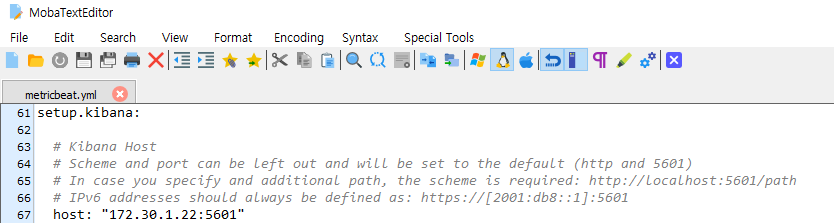 MobaTextEditor
File Edit Search View Format Encoding Syntax Special Tools
metricbeat.yml
61 setup.kibana:
62
63 # Kibana Host
64 # Scheme and port can be left out and will be set to the default (http and 5601)
65 # In case you specify and additional path, the scheme is required: http://localhost:5601/path
66 # IPv6 addresses should always be defined as: https://[2001:db8::1]:5601
67 host: "172.30.1.22:5601"